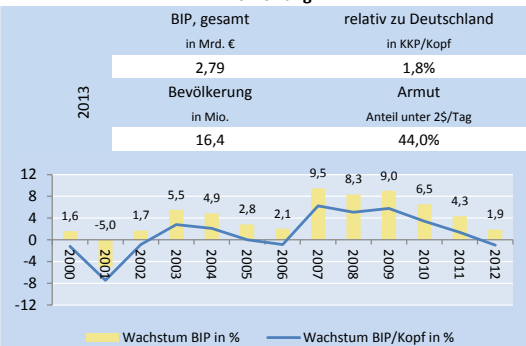 BIP, gesamt relativ zu Deutschland
in Mrd. € in KKP/Kopf
2,79 1,8%
2013
Bevölkerung Armut
in Mio. Anteil unter 2$/Tag
16,4 44,0%
12
8
4
0
-4
-8
-12
1,6 -5,0 1,7 5,5 4,9 2,8 2,1 9,5 8,3 9,0 6,5 4,3 1,9
2000 2001 2002 2003 2004 2005 2006 2007 2008 2009 2010 2011 2012
Wachstum BIP in % Wachstum BIP/Kopf in %